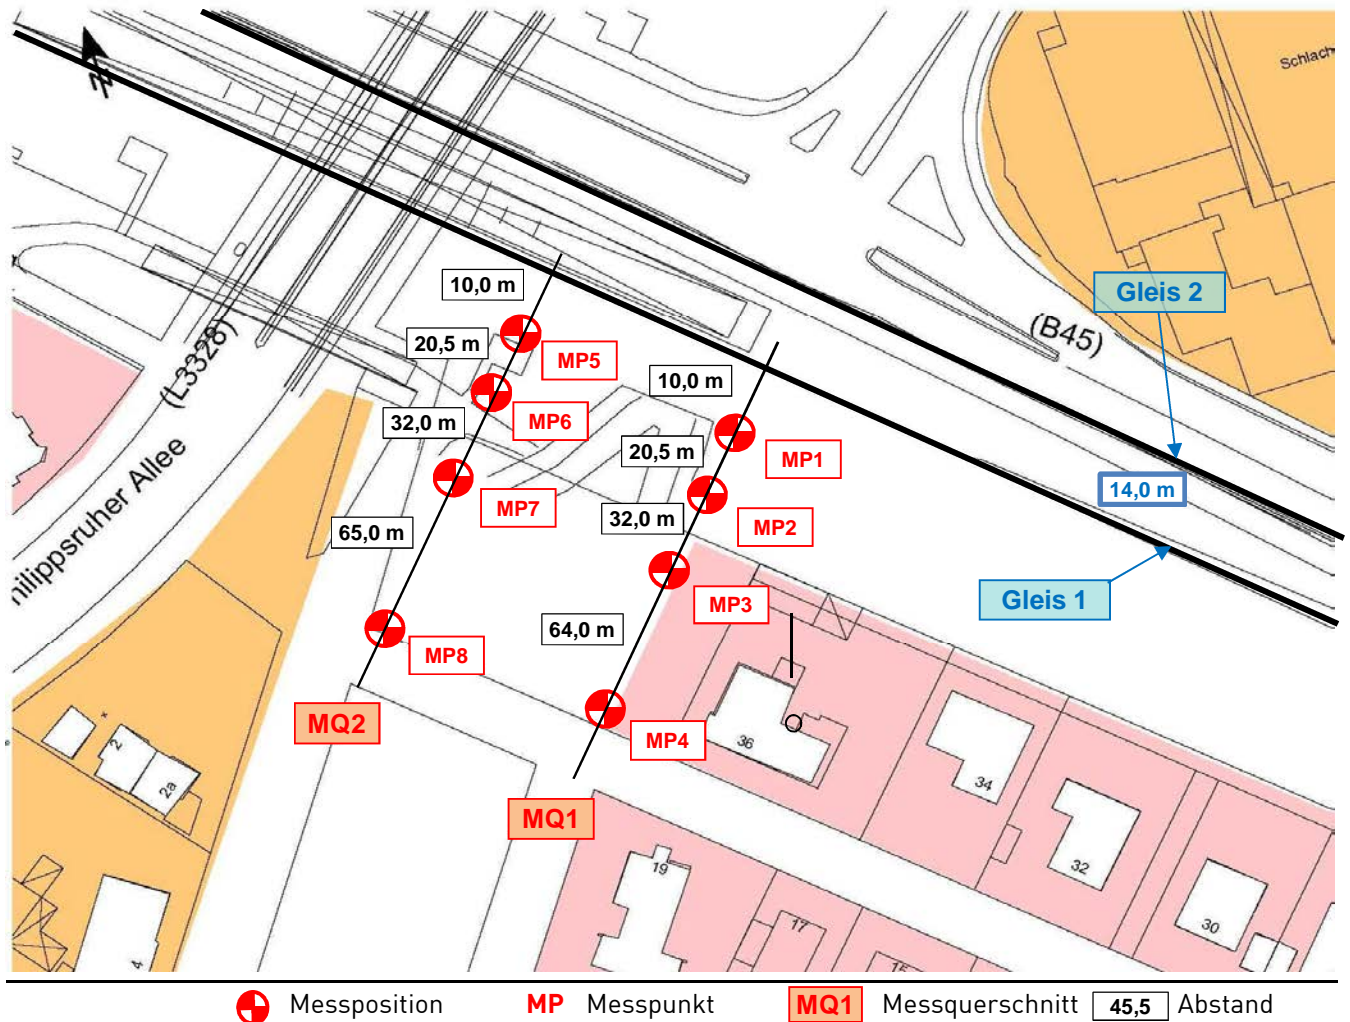 Schlach
Gleis 2
10,0 m
(B45)
20,5 m
MP5
(L3328)
10,0 m
32,0 m
MP6
20,5 m
MP1
14,0 m
MP7
32,0 m
MP2
65,0 m
hilippsruher Allee
MP3
Gleis 1
64,0 m
MP8
MP4
MQ2
36
34
2
2a
MQ1
32
19
17
30
15
4
Messposition
MP Messpunkt
MQ1 Messquerschnitt
45,5 Abstand